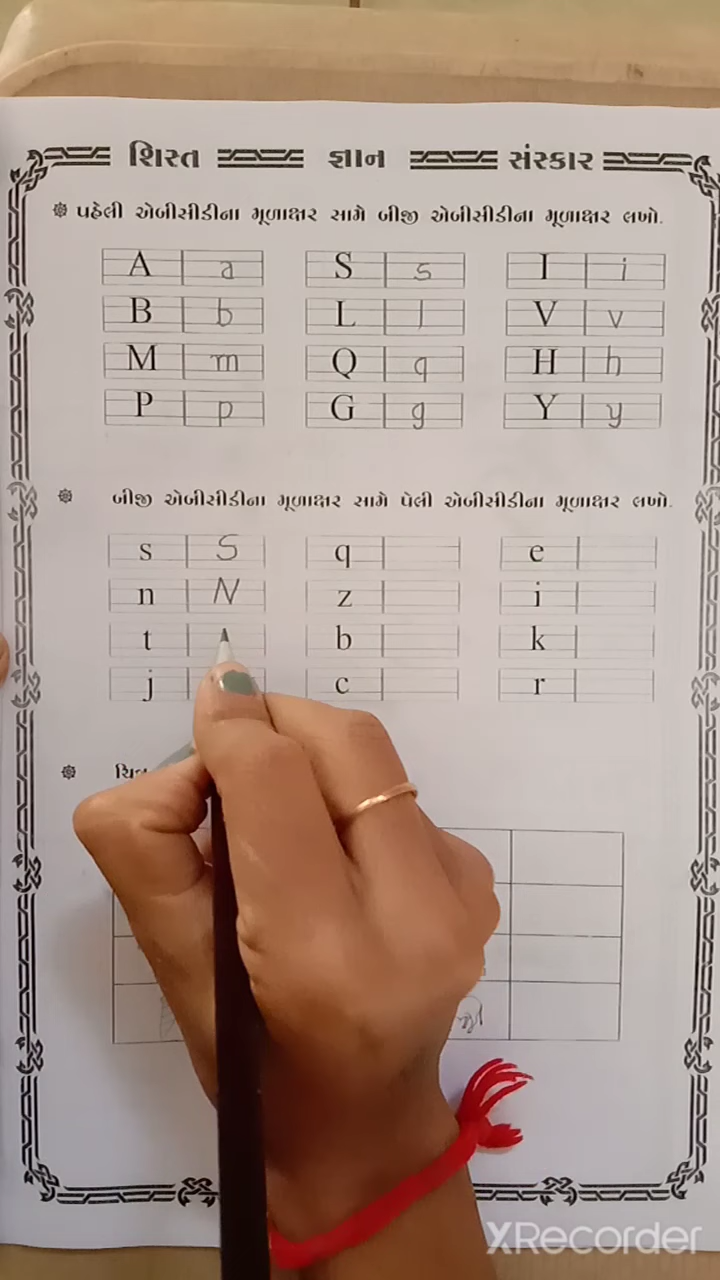 શિસ્ત જ્ઞાન સંસ્કાર
પહેલી એબીસીડીના મૂળાક્ષર સામે બીજી એબીસીડીના મૂળાક્ષર લખો.
A a S s I i
B b L l V v
M m Q q H h
P p G g Y y
બીજી એબીસીડીના મૂળાક્ષર સામે પેલી એબીસીડીના મૂળાક્ષર લખો.
s S q e
n N z i
t b k
j c r
XRecorder